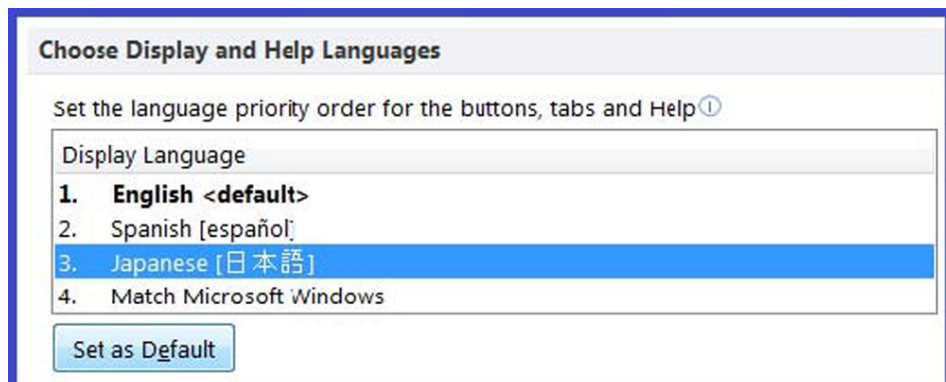 Choose Display and Help Languages
Set the language priority order for the buttons, tabs and Help
Display Language
1. English <default>
2. Spanish [español]
3. Japanese [日本語]
4. Match Microsoft Windows
Set as Default